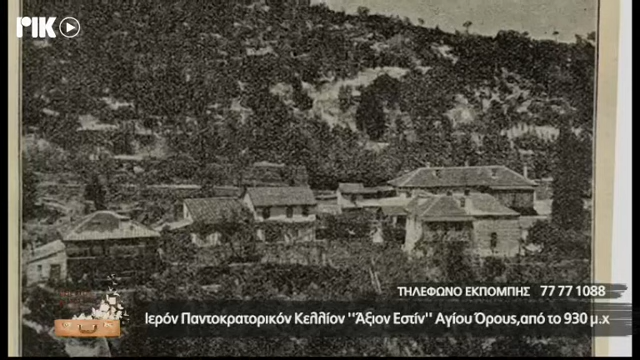 ΡΙΚ
ΤΗΛΕΦΩΝΟ ΕΚΠΟΜΠΗΣ 77 77 1088
Ιερόν Παντοκρατορικόν Κελλίον "Άξιον Εστίν" Αγίου Όρους,από το 930 μ.χ